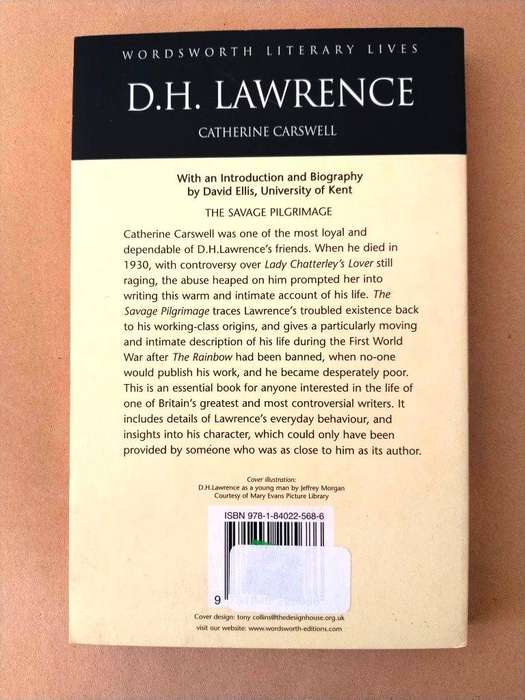 WORDSWORTH LITERARY LIVES
D.H. LAWRENCE
CATHERINE CARSWELL
With an Introduction and Biography
by David Ellis, University of Kent
THE SAVAGE PILGRIMAGE
Catherine Carswell was one of the most loyal and
dependable of D.H.Lawrence's friends. When he died in
1930, with controversy over Lady Chatterley's Lover still
raging, the abuse heaped on him prompted her into
writing this warm and intimate account of his life. The
Savage Pilgrimage traces Lawrence's troubled existence back
to his working-class origins, and gives a particularly moving
and intimate description of his life during the First World
War after The Rainbow had been banned, when no-one
would publish his work, and he became desperately poor.
This is an essential book for anyone interested in the life of
one of Britain's greatest and most controversial writers. It
includes details of Lawrence's everyday behaviour, and
insights into his character, which could only have been
provided by someone who was as close to him as its author.
Cover illustration:
D.H.Lawrence as a young man by Jeffrey Morgan
Courtesy of Mary Evans Picture Library
ISBN 978-1-84022-568-6
9
Cover design: tony collins@thedesignhouse.org.uk
visit our website: www.wordsworth-editions.com